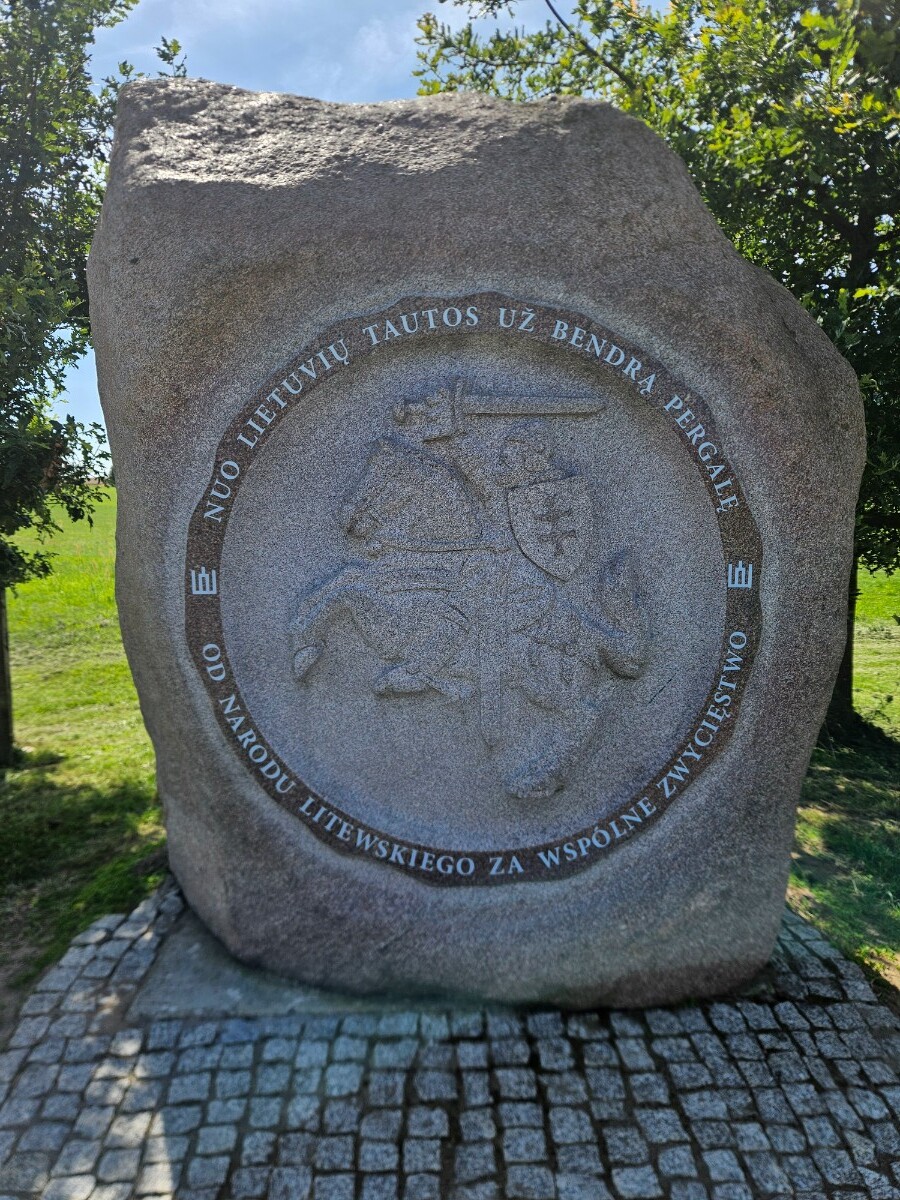 NUO LIETUVIŲ TAUTOS UŽ BENDRĄ PERGALĘ
OD NARODU LITEWSKIEGO ZA WSPÓLNE ZWYCIĘSTWO